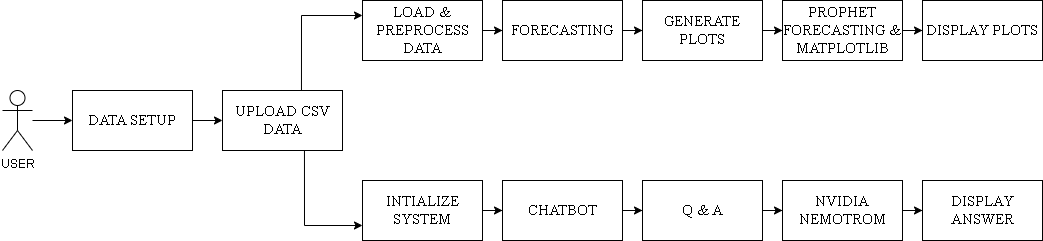 LOAD &
PREPROCESS
DATA
FORECASTING
GENERATE
PLOTS
PROPHET
FORECASTING &
MATPLOTLIB
DISPLAY PLOTS
USER
DATA SETUP
UPLOAD CSV
DATA
INTIALIZE
SYSTEM
CHATBOT
Q & A
NVIDIA
NEMOTROM
DISPLAY
ANSWER